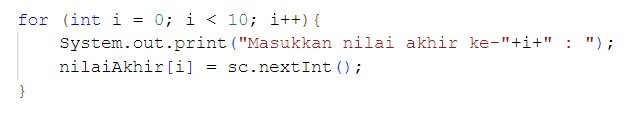 for (int i = 0; i < 10; i++){
    System.out.print("Masukkan nilai akhir ke-"+i+" : ");
    nilaiAkhir[i] = sc.nextInt();
}